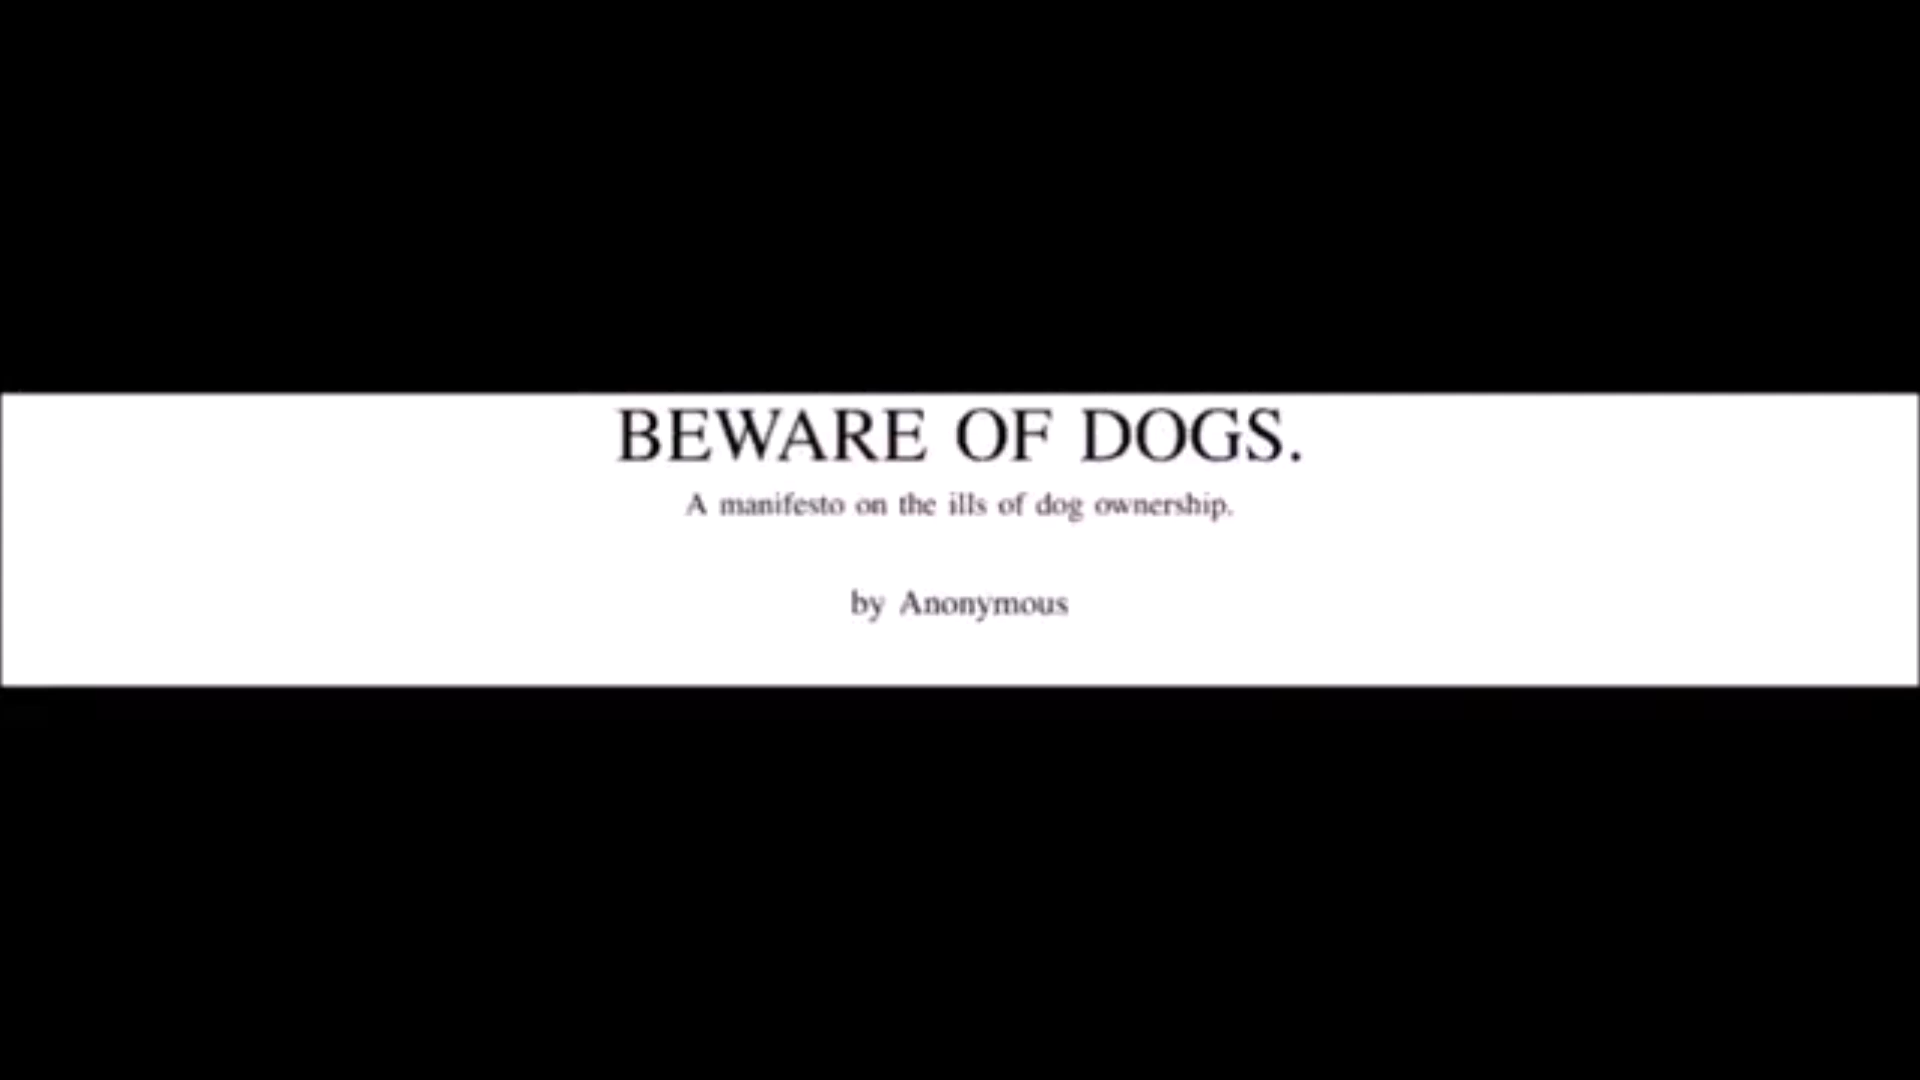 BEWARE OF DOGS.
A manifesto on the ills of dog ownership.
by Anonymous